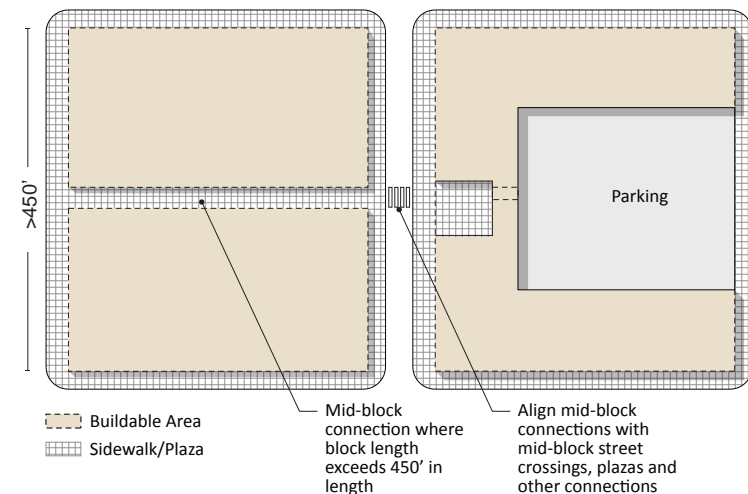 >450’
Parking
Buildable Area
Sidewalk/Plaza
Mid-block
connection where
block length
exceeds 450’ in
length
Align mid-block
connections with
mid-block street
crossings, plazas and
other connections